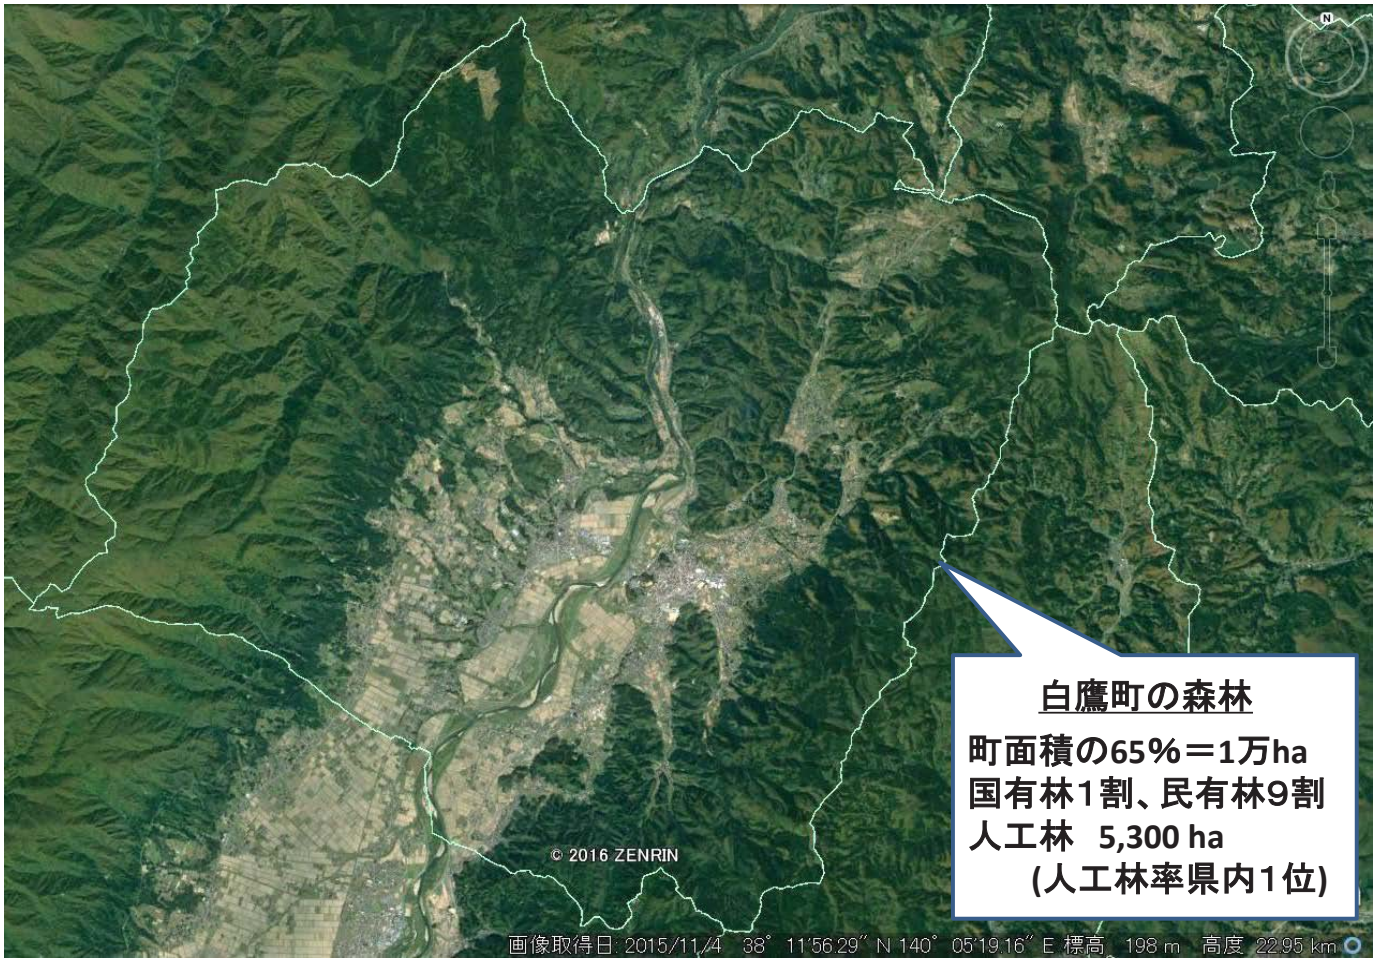 N
白鷹町の森林
町面積の65%＝1万ha
国有林１割、民有林９割
人工林 5,300 ha
(人工林率県内１位)
© 2016 ZENRIN
画像取得日: 2015/11/4 38° 11'56.29" N 140° 05'19.16" E 標高 198 m 高度 22.95 km